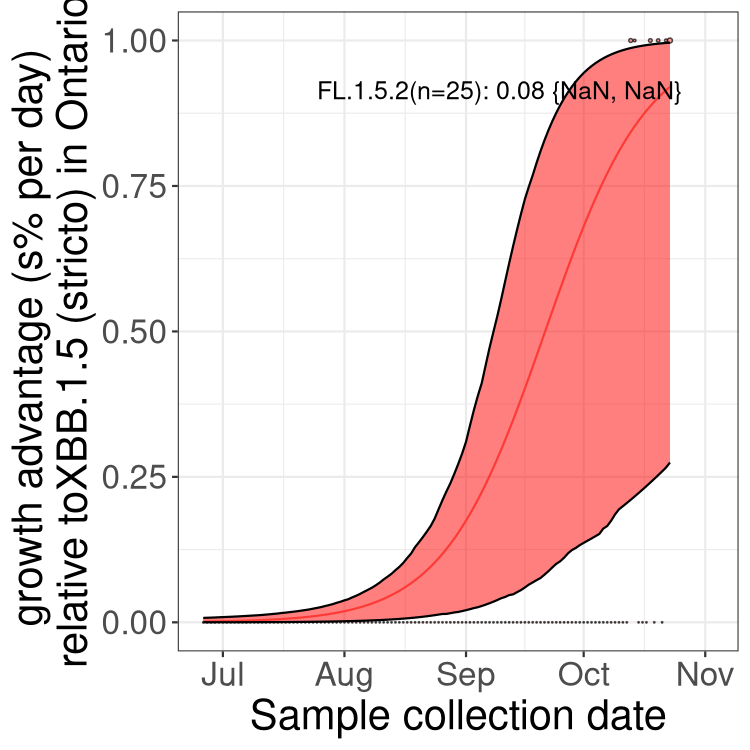 growth advantage (s% per day)
relative toXBB.1.5 (stricto) in Ontario
1.00
0.75
0.50
0.25
0.00
FL.1.5.2(n=25): 0.08 {NaN, NaN}
Jul Aug Sep Oct Nov
Sample collection date